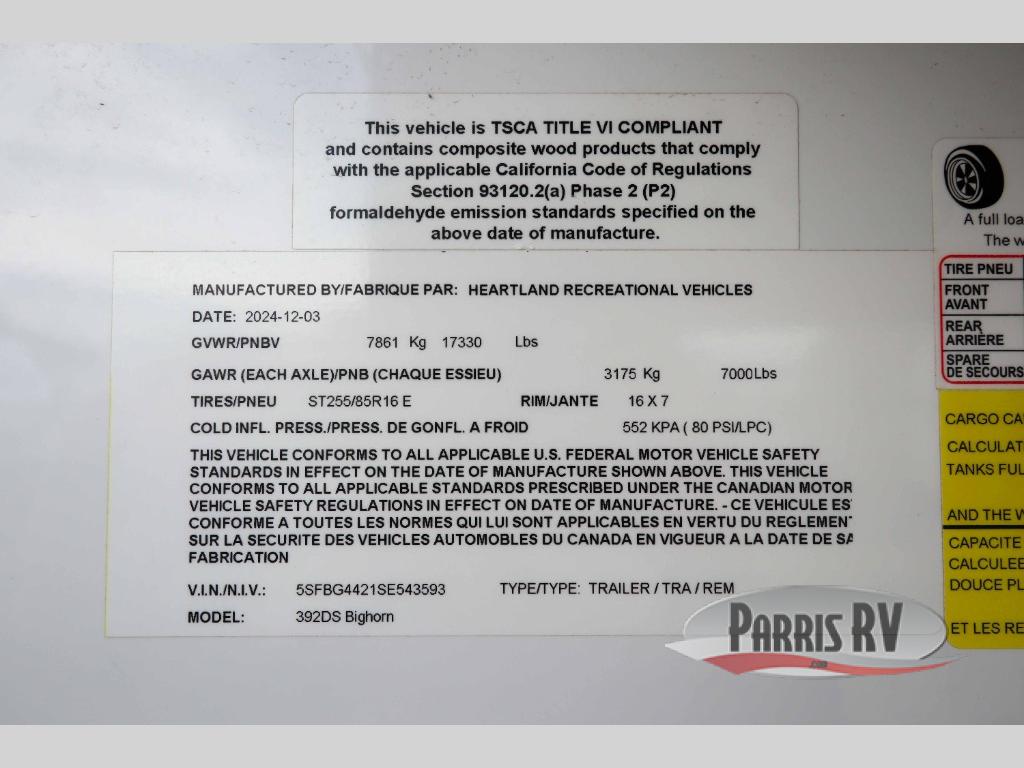 This vehicle is TSCA TITLE VI COMPLIANT
and contains composite wood products that comply
with the applicable California Code of Regulations
Section 93120.2(a) Phase 2 (P2)
formaldehyde emission standards specified on the
above date of manufacture.
MANUFACTURED BY/FABRIQUE PAR: HEARTLAND RECREATIONAL VEHICLES
DATE: 2024-12-03
GVWR/PNBV 7861 Kg 17330 Lbs
GAWR (EACH AXLE)/PNB (CHAQUE ESSIEU) 3175 Kg 7000Lbs
TIRES/PNEU ST255/85R16 E RIM/JANTE 16 X 7
COLD INFL. PRESS./PRESS. DE GONFL. A FROID 552 KPA ( 80 PSI/LPC)
THIS VEHICLE CONFORMS TO ALL APPLICABLE U.S. FEDERAL MOTOR VEHICLE SAFETY
STANDARDS IN EFFECT ON THE DATE OF MANUFACTURE SHOWN ABOVE. THIS VEHICLE
CONFORMS TO ALL APPLICABLE STANDARDS PRESCRIBED UNDER THE CANADIAN MOTOR
VEHICLE SAFETY REGULATIONS IN EFFECT ON DATE OF MANUFACTURE. - CE VEHICULE ES
CONFORME A TOUTES LES NORMES QUI LUI SONT APPLICABLES EN VERTU DU REGLEMEN
SUR LA SECURITE DES VEHICLES AUTOMOBLES DU CANADA EN VIGUEUR A LA DATE DE SA
FABRICATION
V.I.N./N.I.V.: 5SFBG4421SE543593 TYPE/TYPE: TRAILER / TRA / REM
MODEL: 392DS Bighorn
A full loa
The w
TIRE PNEU
FRONT
AVANT
REAR
ARRIÈRE
SPARE
DE SECOURS
CARGO CA
CALCULAT
TANKS FUL
AND THE W
CAPACITE
CALCULEE
DOUCE PL
ET LES RE
PARRIS RV
.com